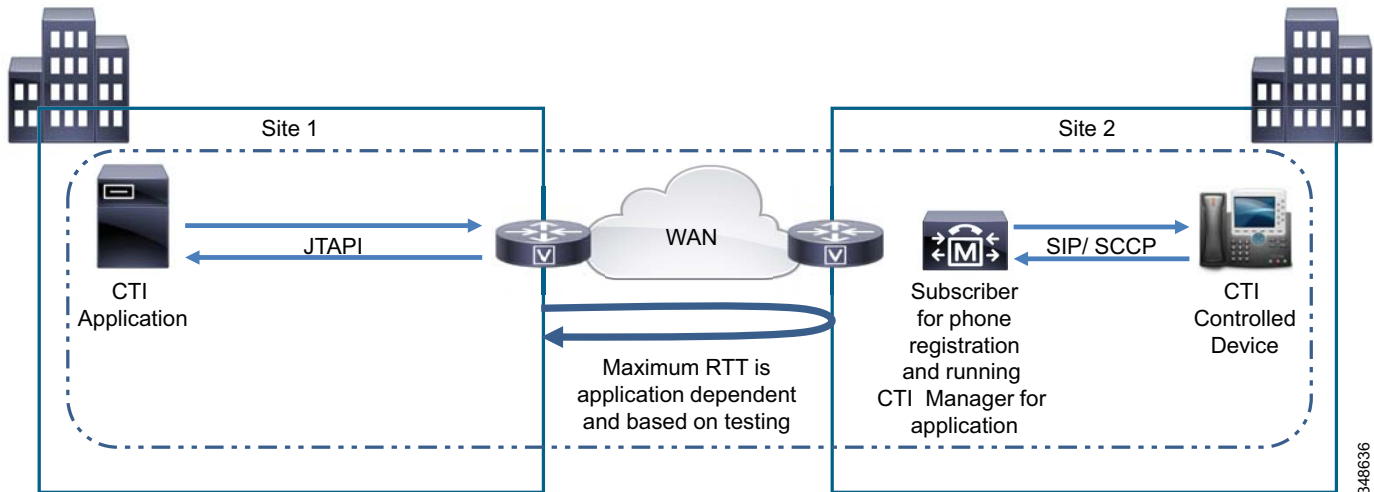 Site 1
Site 2
JTAPI
WAN
SIP/ SCCP
V
V
M
CTI
Application
Subscriber
for phone
registration
and running
CTI Manager for
application
CTI
Controlled
Device
Maximum RTT is
application dependent
and based on testing
348636